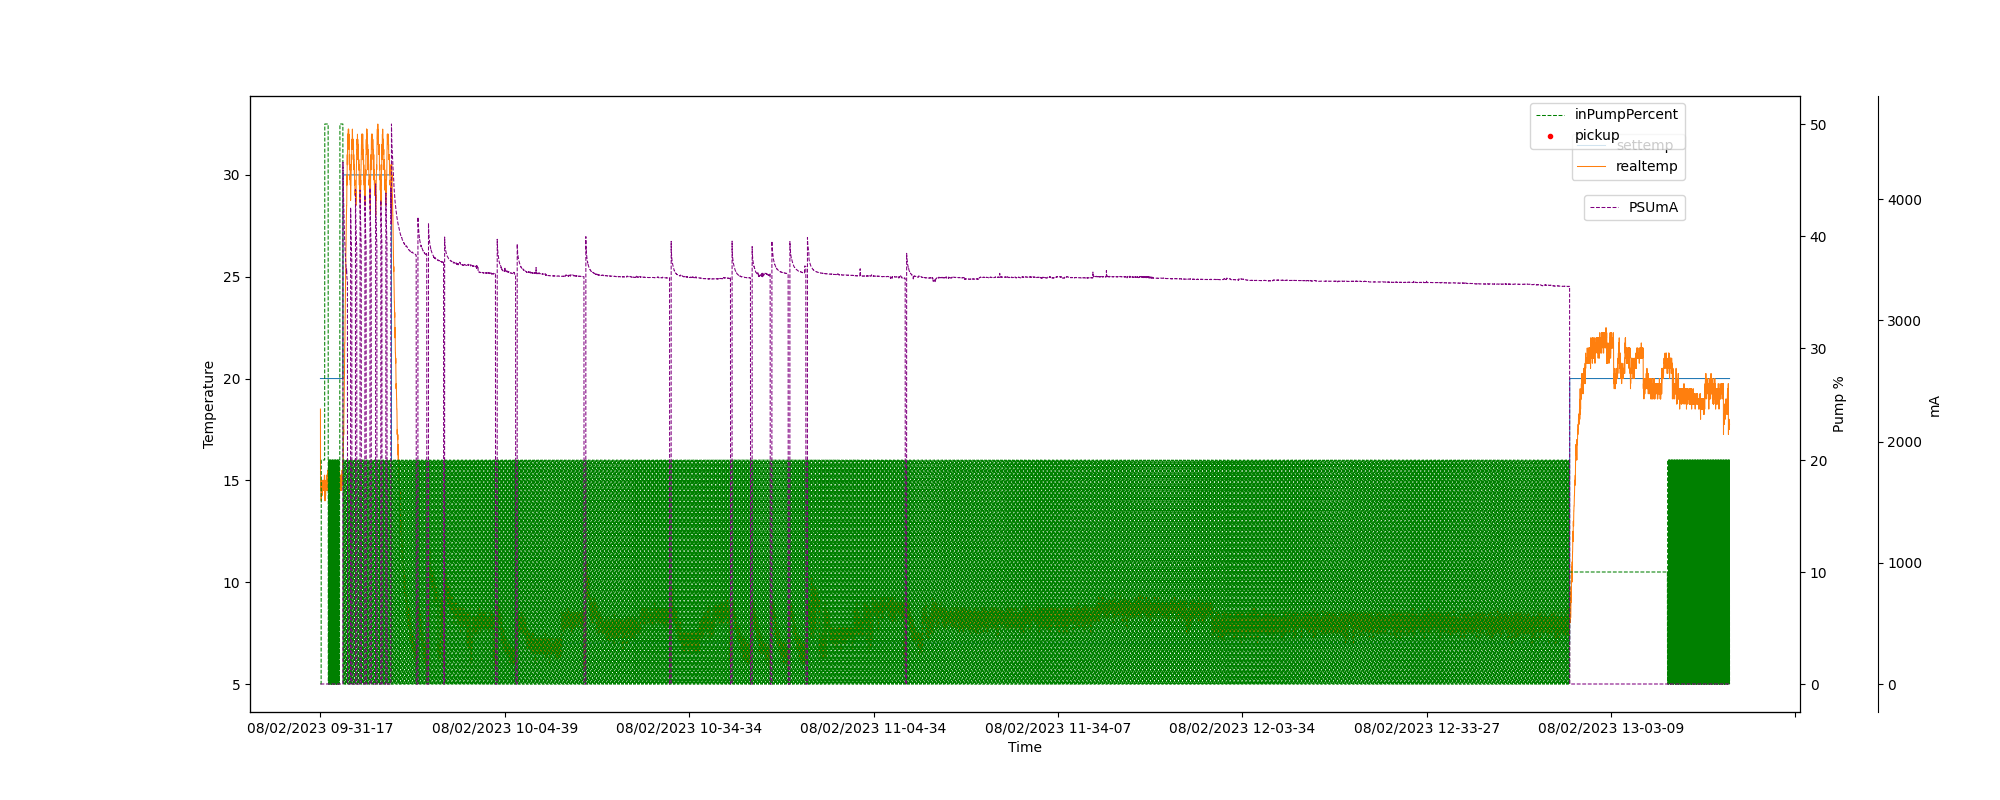 inPumpPercent
pickup
settemp
realtemp
PSUmA
30
25
20
15
10
5
Temperature
50
40
30
20
10
0
Pump %
4000
3000
2000
1000
0
mA
08/02/2023 09-31-17
08/02/2023 10-04-39
08/02/2023 10-34-34
08/02/2023 11-04-34
08/02/2023 11-34-07
08/02/2023 12-03-34
08/02/2023 12-33-27
08/02/2023 13-03-09
Time